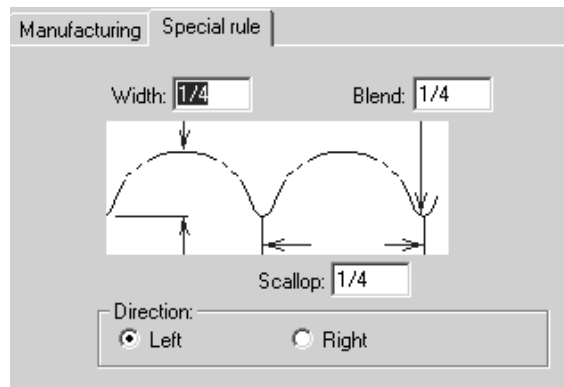 Manufacturing Special rule
Width: 1/4 Blend: 1/4
Scallop: 1/4
Direction:
Left Right